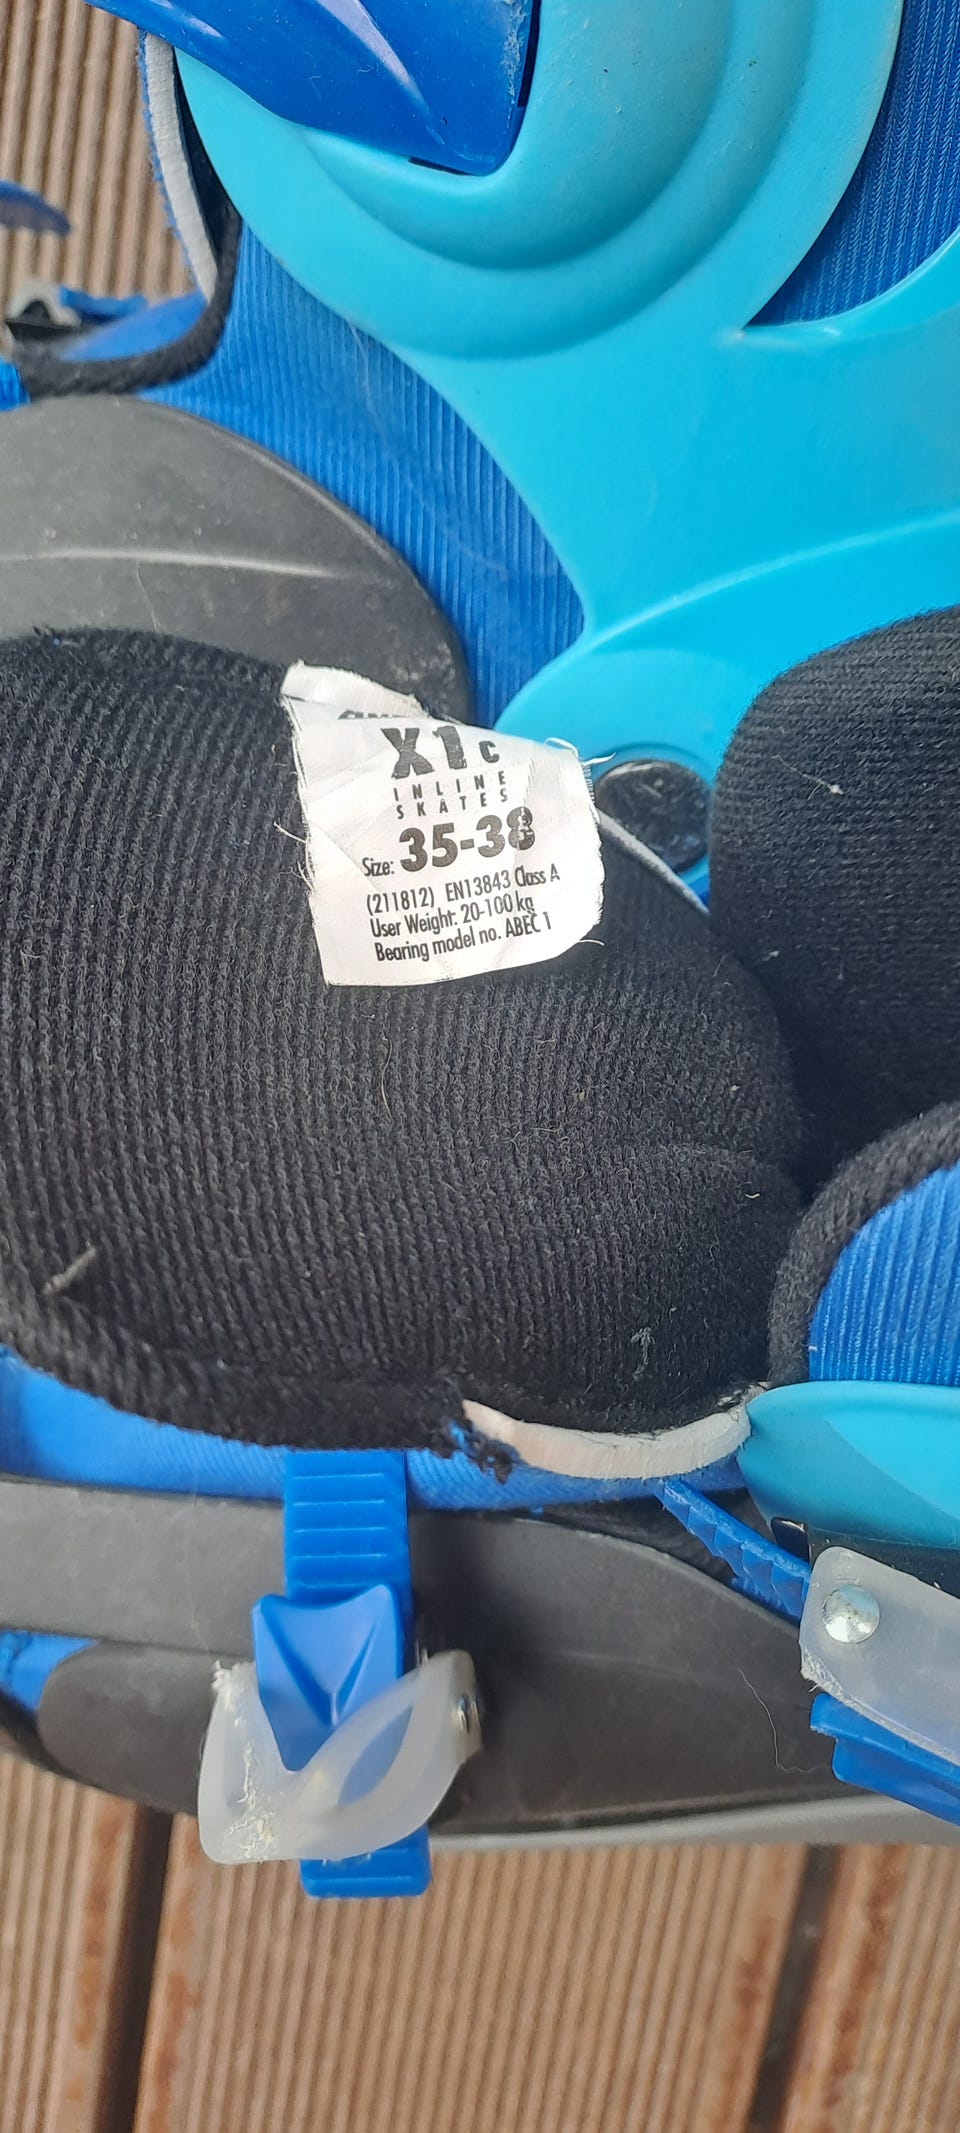 X1c
INLINE
SKATES
Size: 35-38
(211812) EN13843 Class A
User Weight: 20-100 kg
Bearing model no. ABEC 1